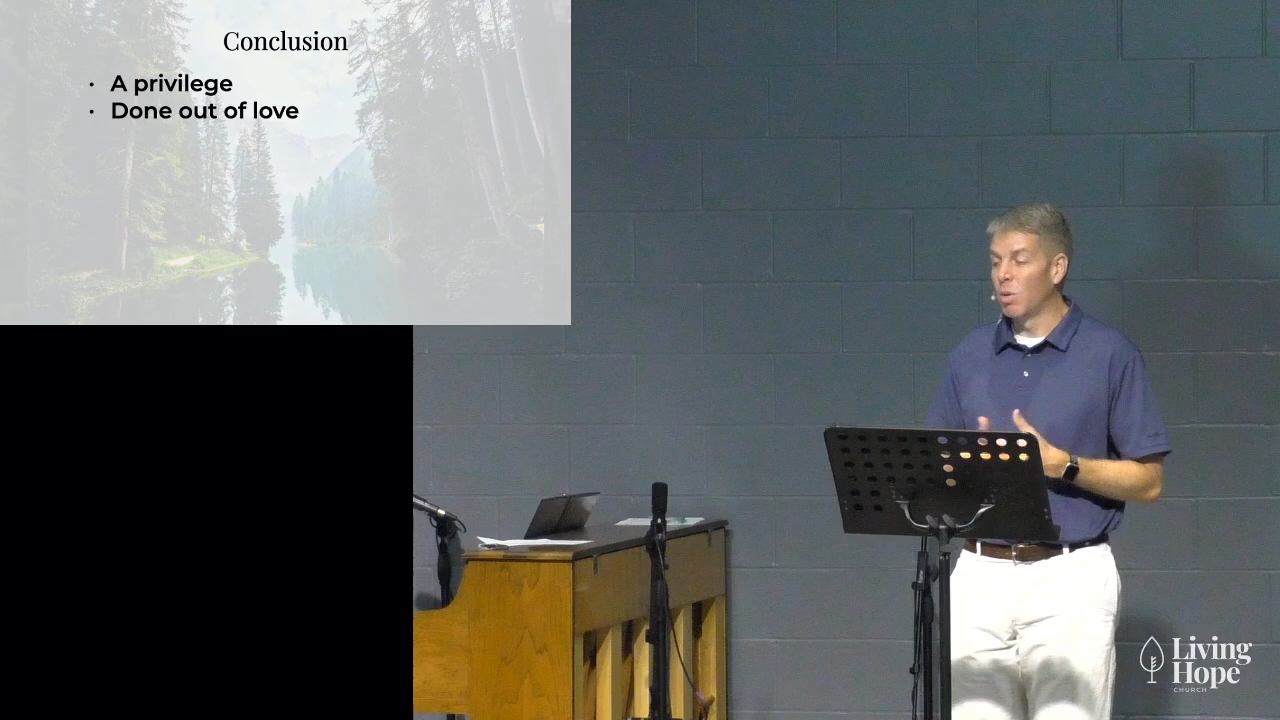 Conclusion
• A privilege
• Done out of love
Living
Hope
CHURCH